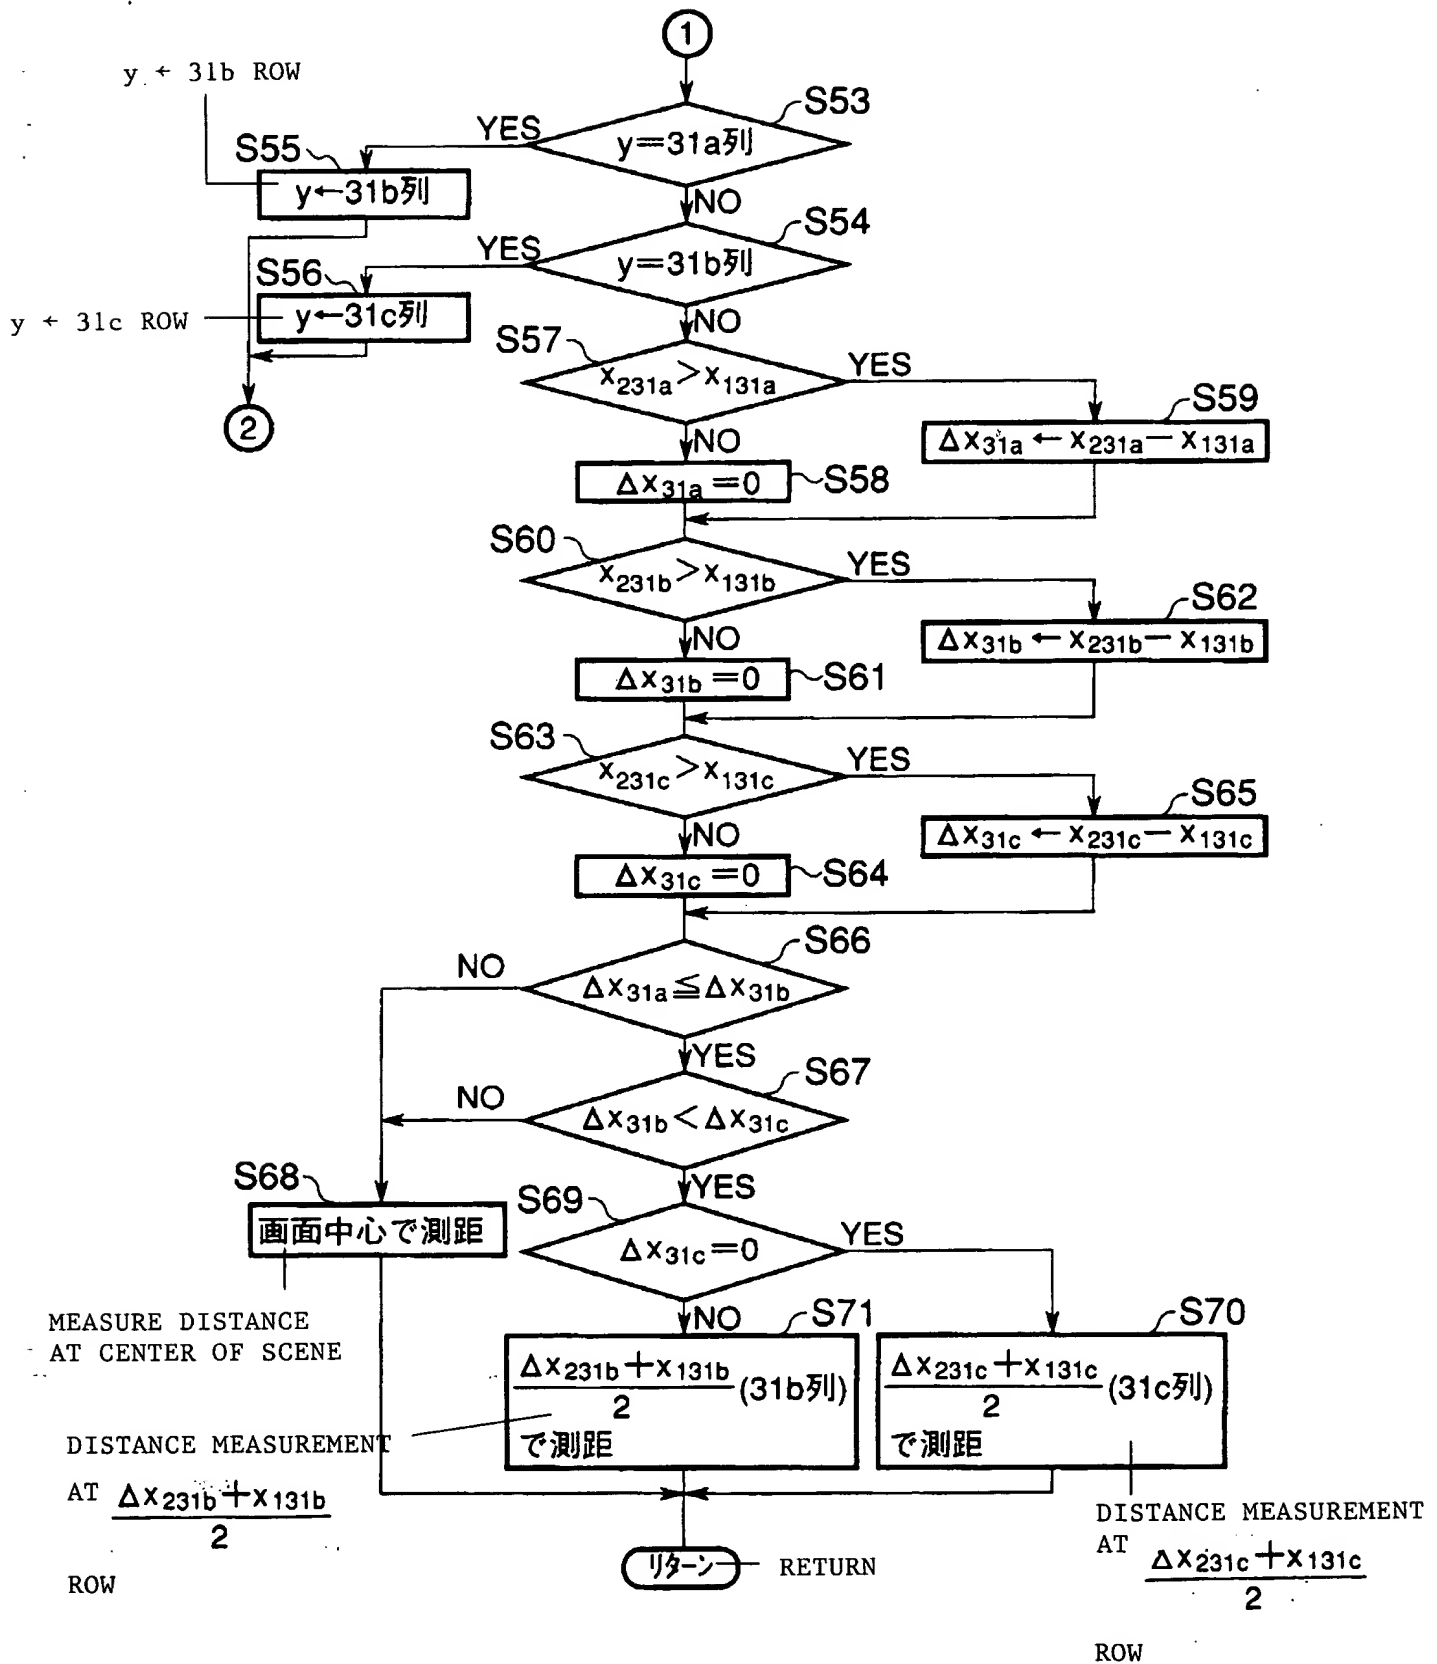 1
y ← 31b ROW
S53
YES
y=31a列
S55
y←31b列
NO
S54
YES
y=31b列
S56
y ← 31c ROW
y←31c列
NO
S57
x231a>x131a
YES
2
S59
Δx31a←x231a−x131a
NO
Δx31a=0
S58
S60
x231b>x131b
YES
S62
Δx31b←x231b−x131b
NO
Δx31b=0
S61
S63
x231c>x131c
YES
S65
Δx31c←x231c−x131c
NO
Δx31c=0
S64
S66
NO
Δx31a≦Δx31b
YES
S67
NO
Δx31b<Δx31c
YES
S68
画面中心で測距
S69
Δx31c=0
YES
MEASURE DISTANCE
AT CENTER OF SCENE
NO
S71
Δx231b+x131b
2
(31b列)
で測距
S70
Δx231c+x131c
2
(31c列)
で測距
DISTANCE MEASUREMENT
AT Δx231b+x131b
2
ROW
DISTANCE MEASUREMENT
AT Δx231c+x131c
2
ROW
リターン
RETURN